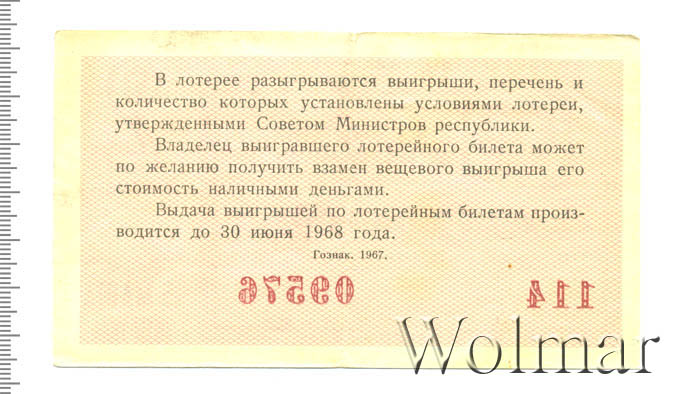 В лотерее разыгрываются выигрыши, перечень и
количество которых установлены условиями лотереи,
утвержденными Советом Министров республики.
Владелец выигравшего лотерейного билета может
по желанию получить взамен вещевого выигрыша его
стоимость наличными деньгами.
Выдача выигрышей по лотерейным билетам произ-
водится до 30 июня 1968 года.
Гознак. 1967.
09576 114
Wolmar